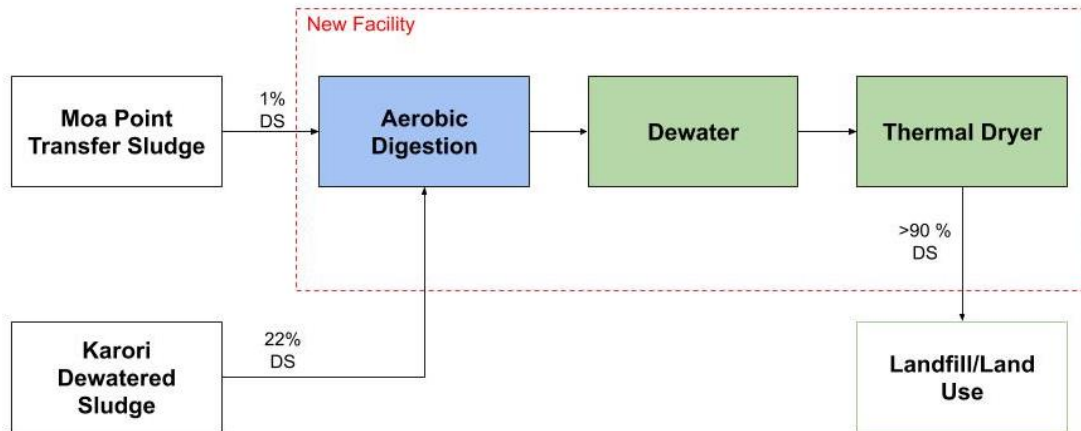 New Facility
Moa Point
Transfer Sludge
1%
DS
Aerobic
Digestion
Dewater
Thermal Dryer
>90 %
DS
Karori
Dewatered
Sludge
22%
DS
Landfill/Land
Use